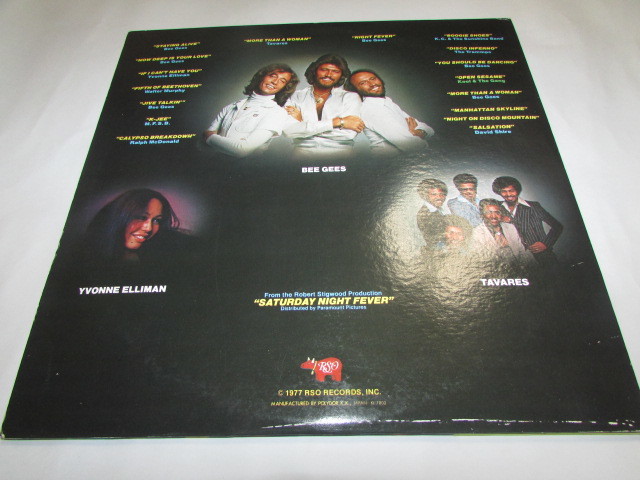 "STAYING ALIVE"
Bee Gees
"HOW DEEP IS YOUR LOVE"
Bee Gees
"IF I CAN'T HAVE YOU"
Yvonne Elliman
"FIFTH OF BEETHOVEN"
Walter Murphy
"JIVE TALKIN'"
Bee Gees
"K-JEE"
M.F.S.B.
"CALYPSO BREAKDOWN"
Ralph McDonald
"MORE THAN A WOMAN"
Tavares
"NIGHT FEVER"
Bee Gees
"BOOGIE SHOES"
K.C. & The Sunshine Band
"DISCO INFERNO"
The Trammps
"YOU SHOULD BE DANCING"
Bee Gees
"OPEN SESAME"
Kool & The Gang
"MORE THAN A WOMAN"
Bee Gees
"MANHATTAN SKYLINE"
"NIGHT ON DISCO MOUNTAIN"
"SALSATION"
David Shire
BEE GEES
YVONNE ELLIMAN
TAVARES
From the Robert Stigwood Production
"SATURDAY NIGHT FEVER"
Distributed by Paramount Pictures
RSO
© 1977 RSO RECORDS, INC.
MANUFACTURED BY POLYDOR K.K.